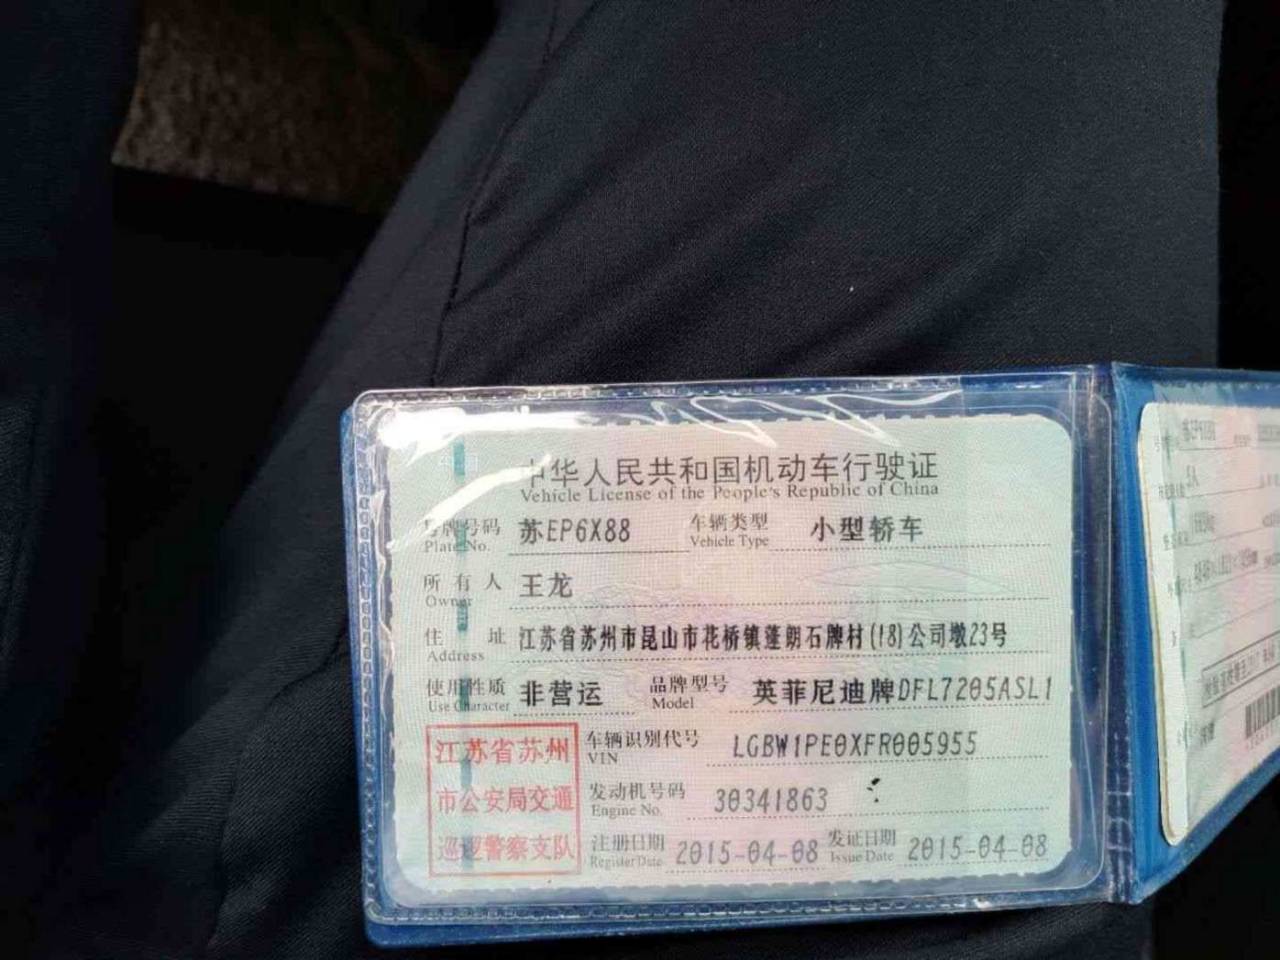 中华人民共和国机动车行驶证
Vehicle License of the People's Republic of China
号牌号码 苏EP6X88 车辆类型 小型轿车
Plate No. Vehicle Type
所有人 王龙
Owner
住址 江苏省苏州市昆山市花桥镇蓬朗石牌村(18)公司墩23号
Address
使用性质 非营运 品牌型号 英菲尼迪牌DFL7205ASL1
Use Character Model
江苏省苏州
市公安局交通
巡逻警察支队
车辆识别代号 LGBW1PE0XFR005955
VIN
发动机号码 30341863
Engine No.
注册日期 2015-04-08 发证日期 2015-04-08
Register Date Issue Date